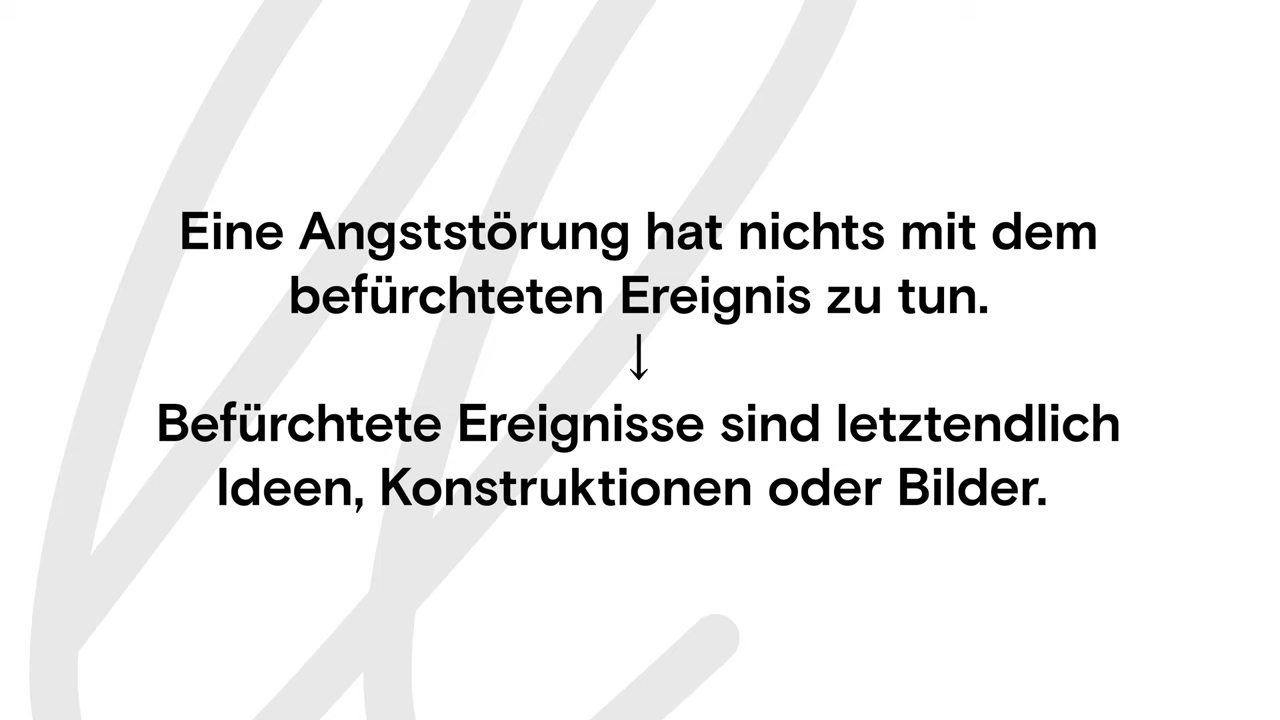 Eine Angststörung hat nichts mit dem
befürchteten Ereignis zu tun.
↓
Befürchtete Ereignisse sind letztendlich
Ideen, Konstruktionen oder Bilder.